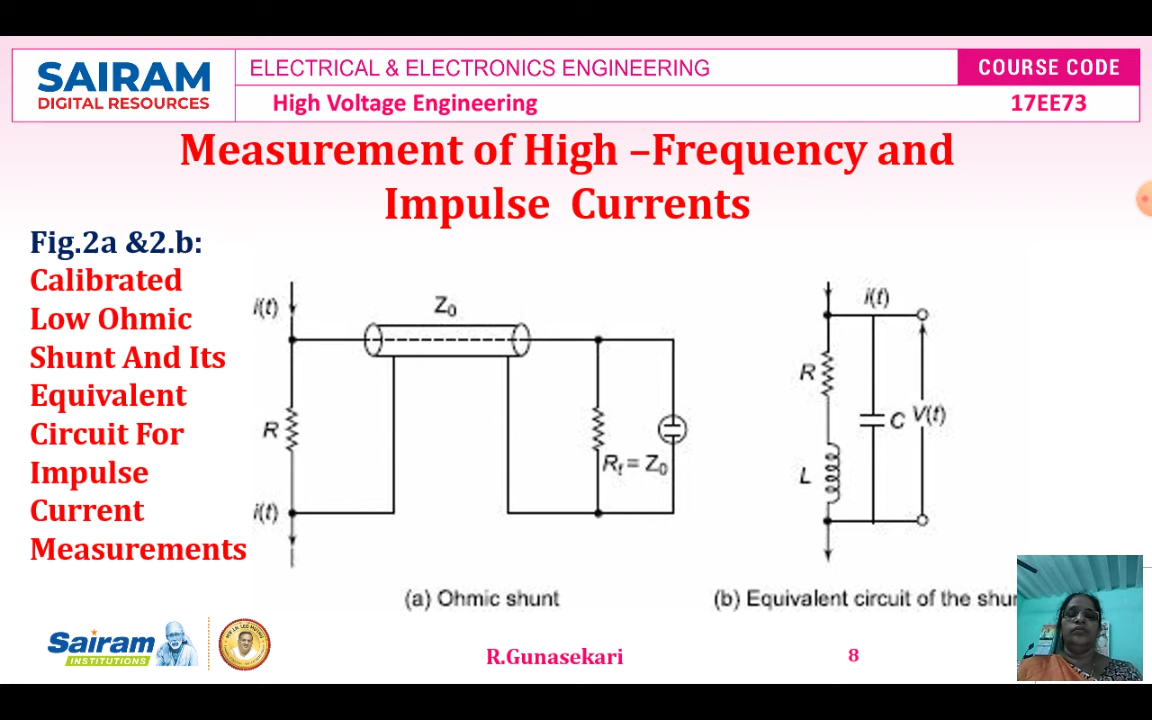 SAIRAM
DIGITAL RESOURCES
ELECTRICAL & ELECTRONICS ENGINEERING
High Voltage Engineering
COURSE CODE
17EE73
Measurement of High –Frequency and
Impulse Currents
Fig.2a &2.b:
Calibrated
Low Ohmic
Shunt And Its
Equivalent
Circuit For
Impulse
Current
Measurements
i(t)
Z₀
R
Rₜ = Z₀
i(t)
(a) Ohmic shunt
i(t)
R
C
V(t)
L
(b) Equivalent circuit of the shun
Sairam
INSTITUTIONS
R.Gunasekari
8